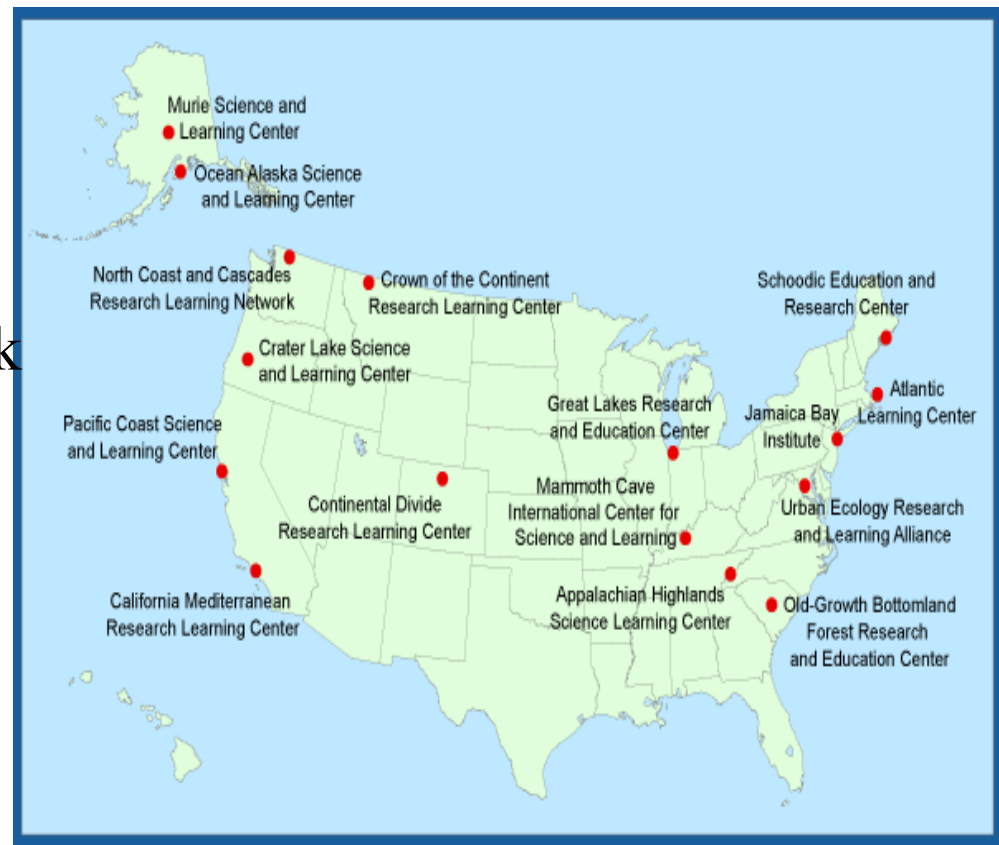 Murie Science and
Learning Center
Ocean Alaska Science
and Learning Center
North Coast and Cascades
Research Learning Network
Crown of the Continent
Research Learning Center
Schoodic Education and
Research Center
k
Crater Lake Science
and Learning Center
Atlantic
Learning Center
Great Lakes Research
and Education Center
Jamaica Bay
Institute
Pacific Coast Science
and Learning Center
Mammoth Cave
International Center for
Science and Learning
Continental Divide
Research Learning Center
Urban Ecology Research
and Learning Alliance
Appalachian Highlands
Science Learning Center
California Mediterranean
Research Learning Center
Old-Growth Bottomland
Forest Research
and Education Center